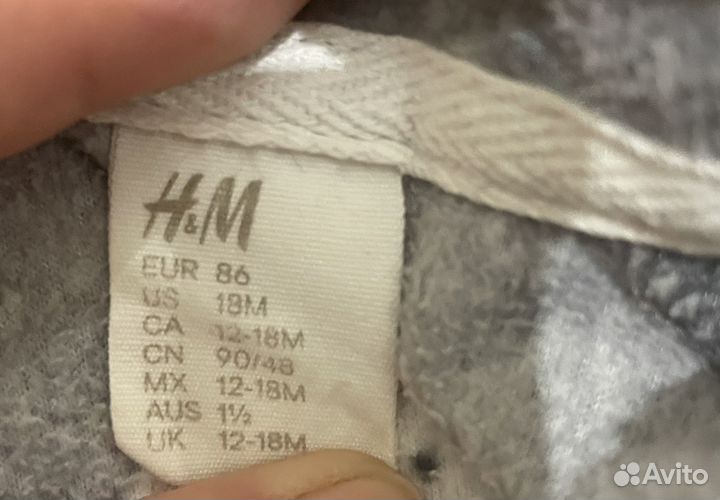 H&M
EUR 86
US 18M
CA 12-18M
CN 90/48
MX 12-18M
AUS 1½
UK 12-18M
Avito